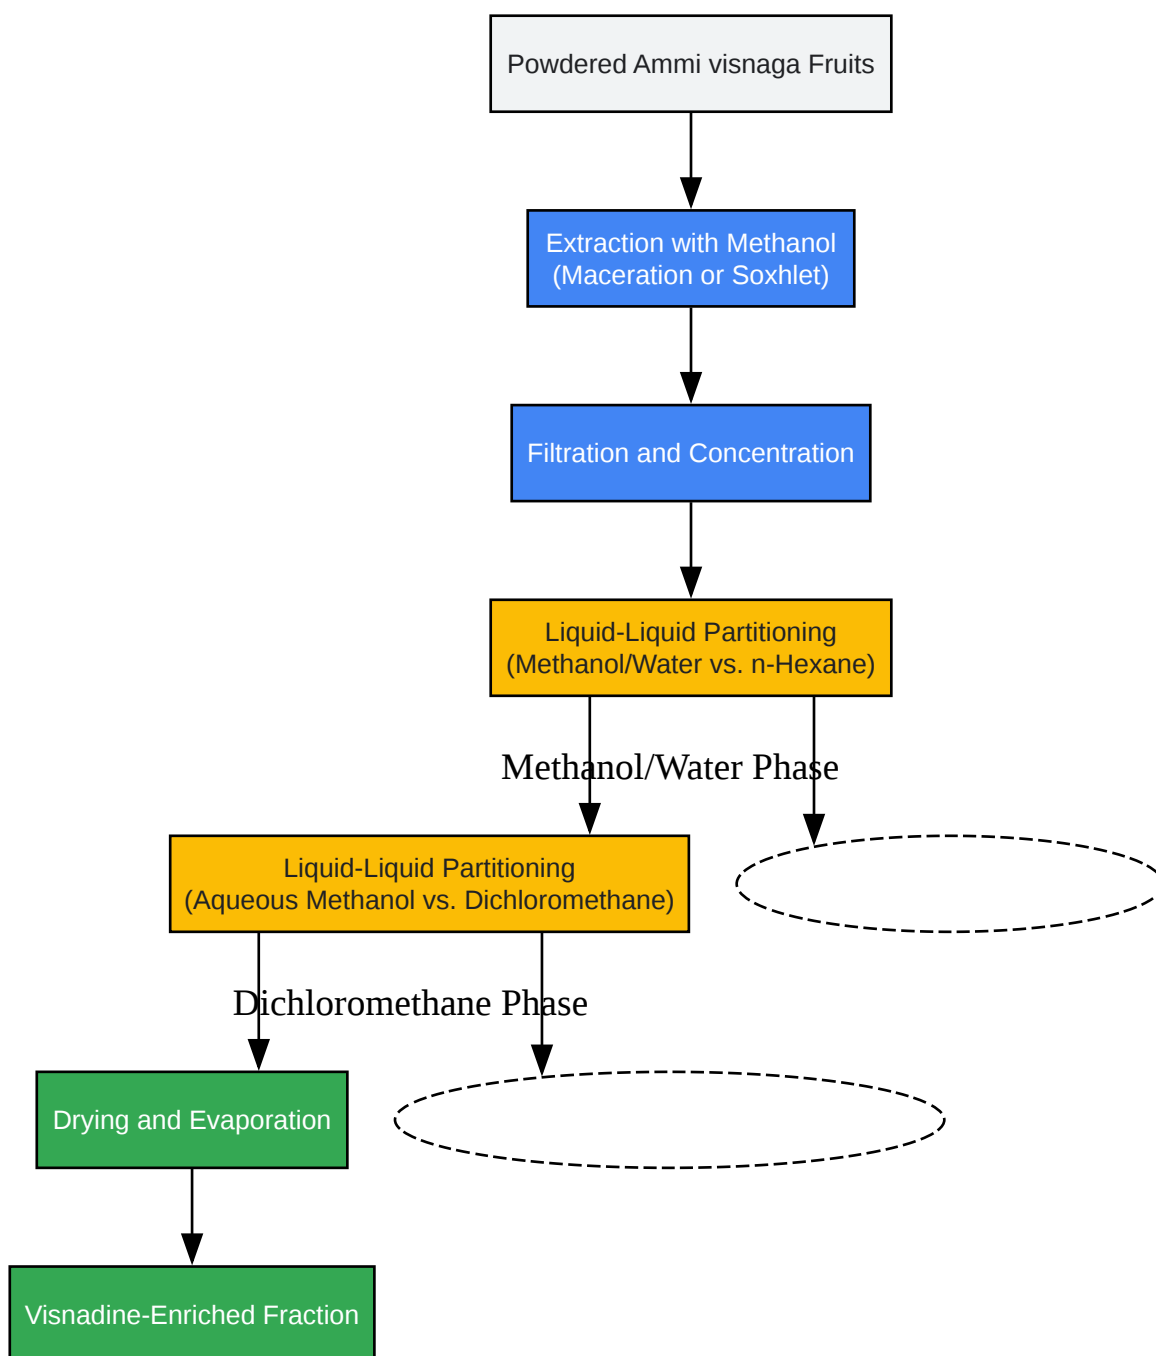 Powdered Ammi visnaga Fruits
Extraction with Methanol
(Maceration or Soxhlet)
Filtration and Concentration
Liquid-Liquid Partitioning
(Methanol/Water vs. n-Hexane)
Methanol/Water Phase
Liquid-Liquid Partitioning
(Aqueous Methanol vs. Dichloromethane)
Dichloromethane Phase
Drying and Evaporation
Visnadine-Enriched Fraction